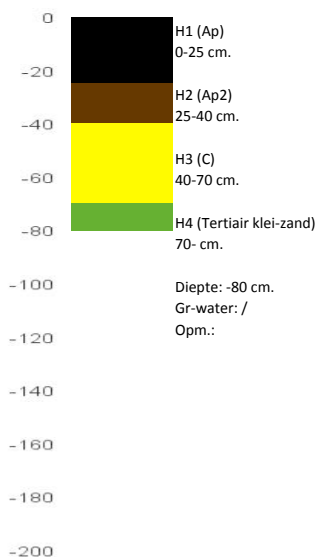 0
H1 (Ap)
0-25 cm.
-20
H2 (Ap2)
25-40 cm.
-40
H3 (C)
40-70 cm.
-60
H4 (Tertiair klei-zand)
70- cm.
-80
Diepte: -80 cm.
-100
Gr-water: /
Opm.:
-120
-140
-160
-180
-200